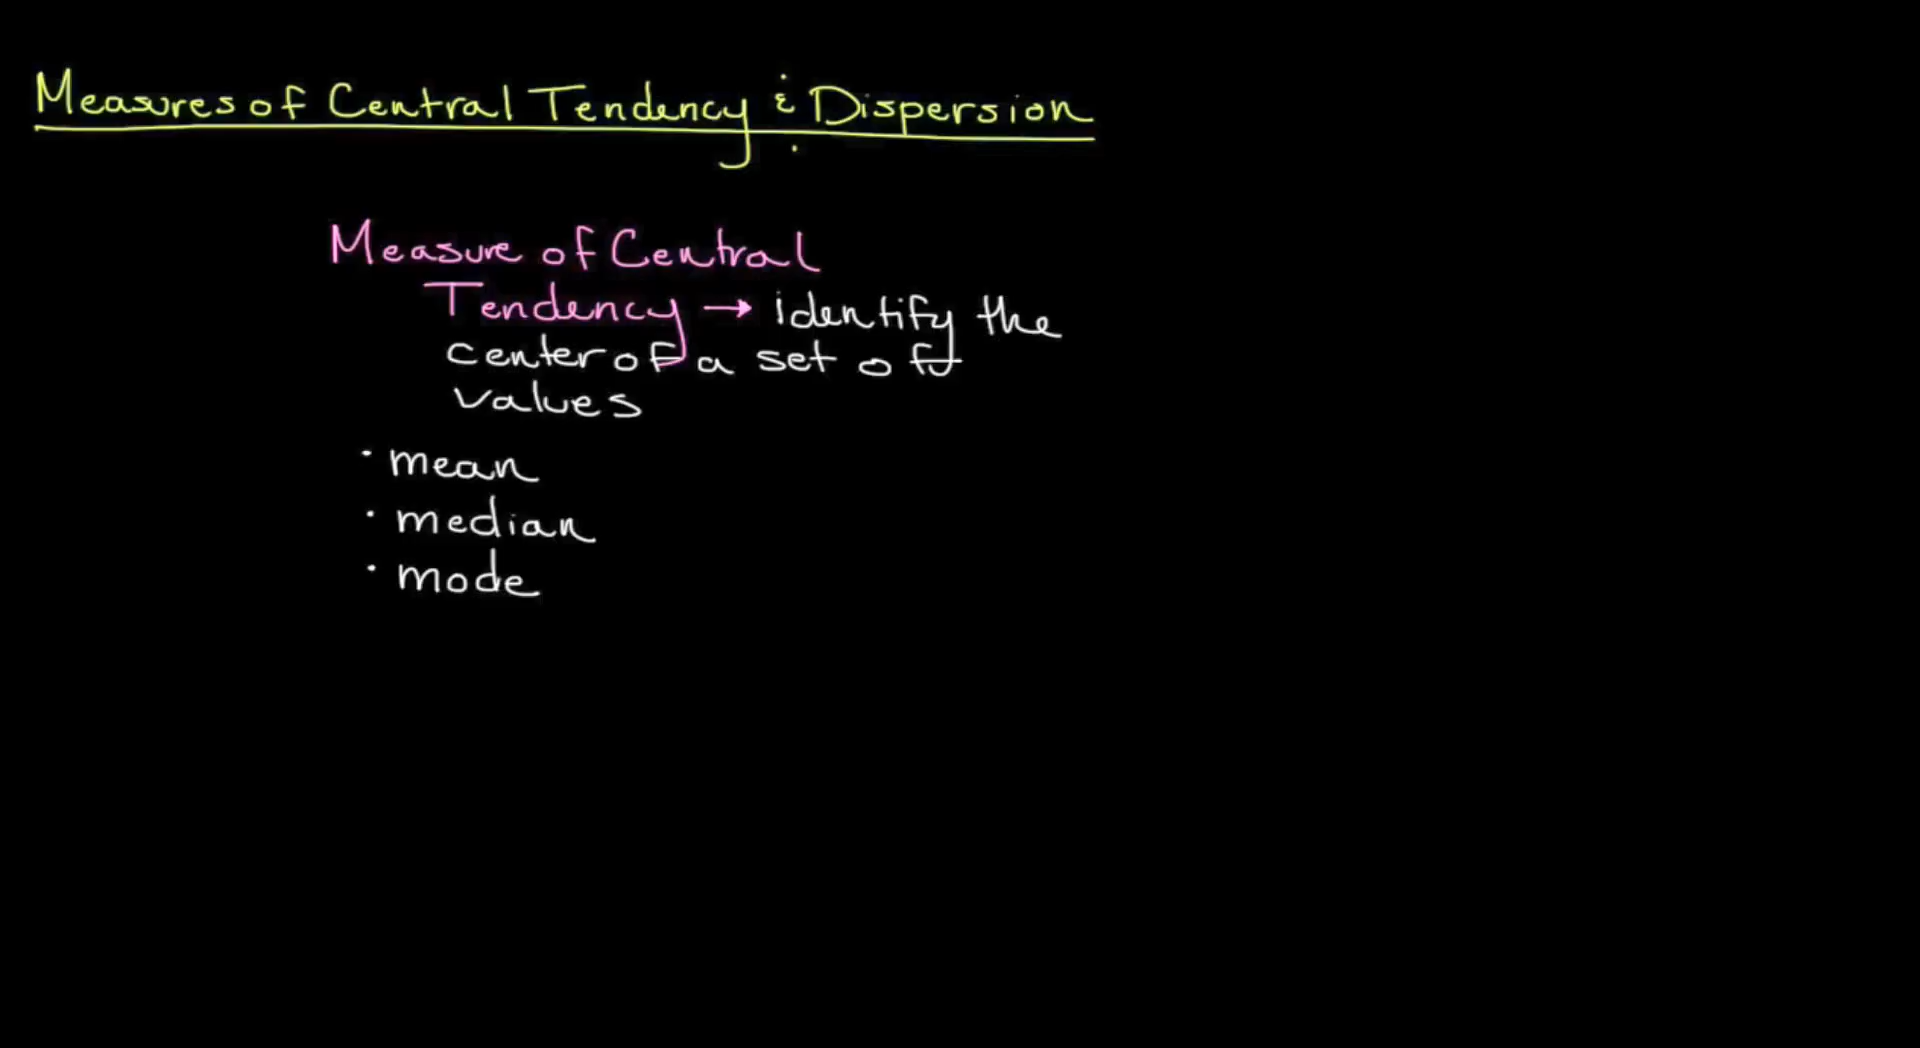 Measures of Central Tendency & Dispersion
Measure of Central
Tendency → identify the
center of a set of
values
· mean
· median
· mode